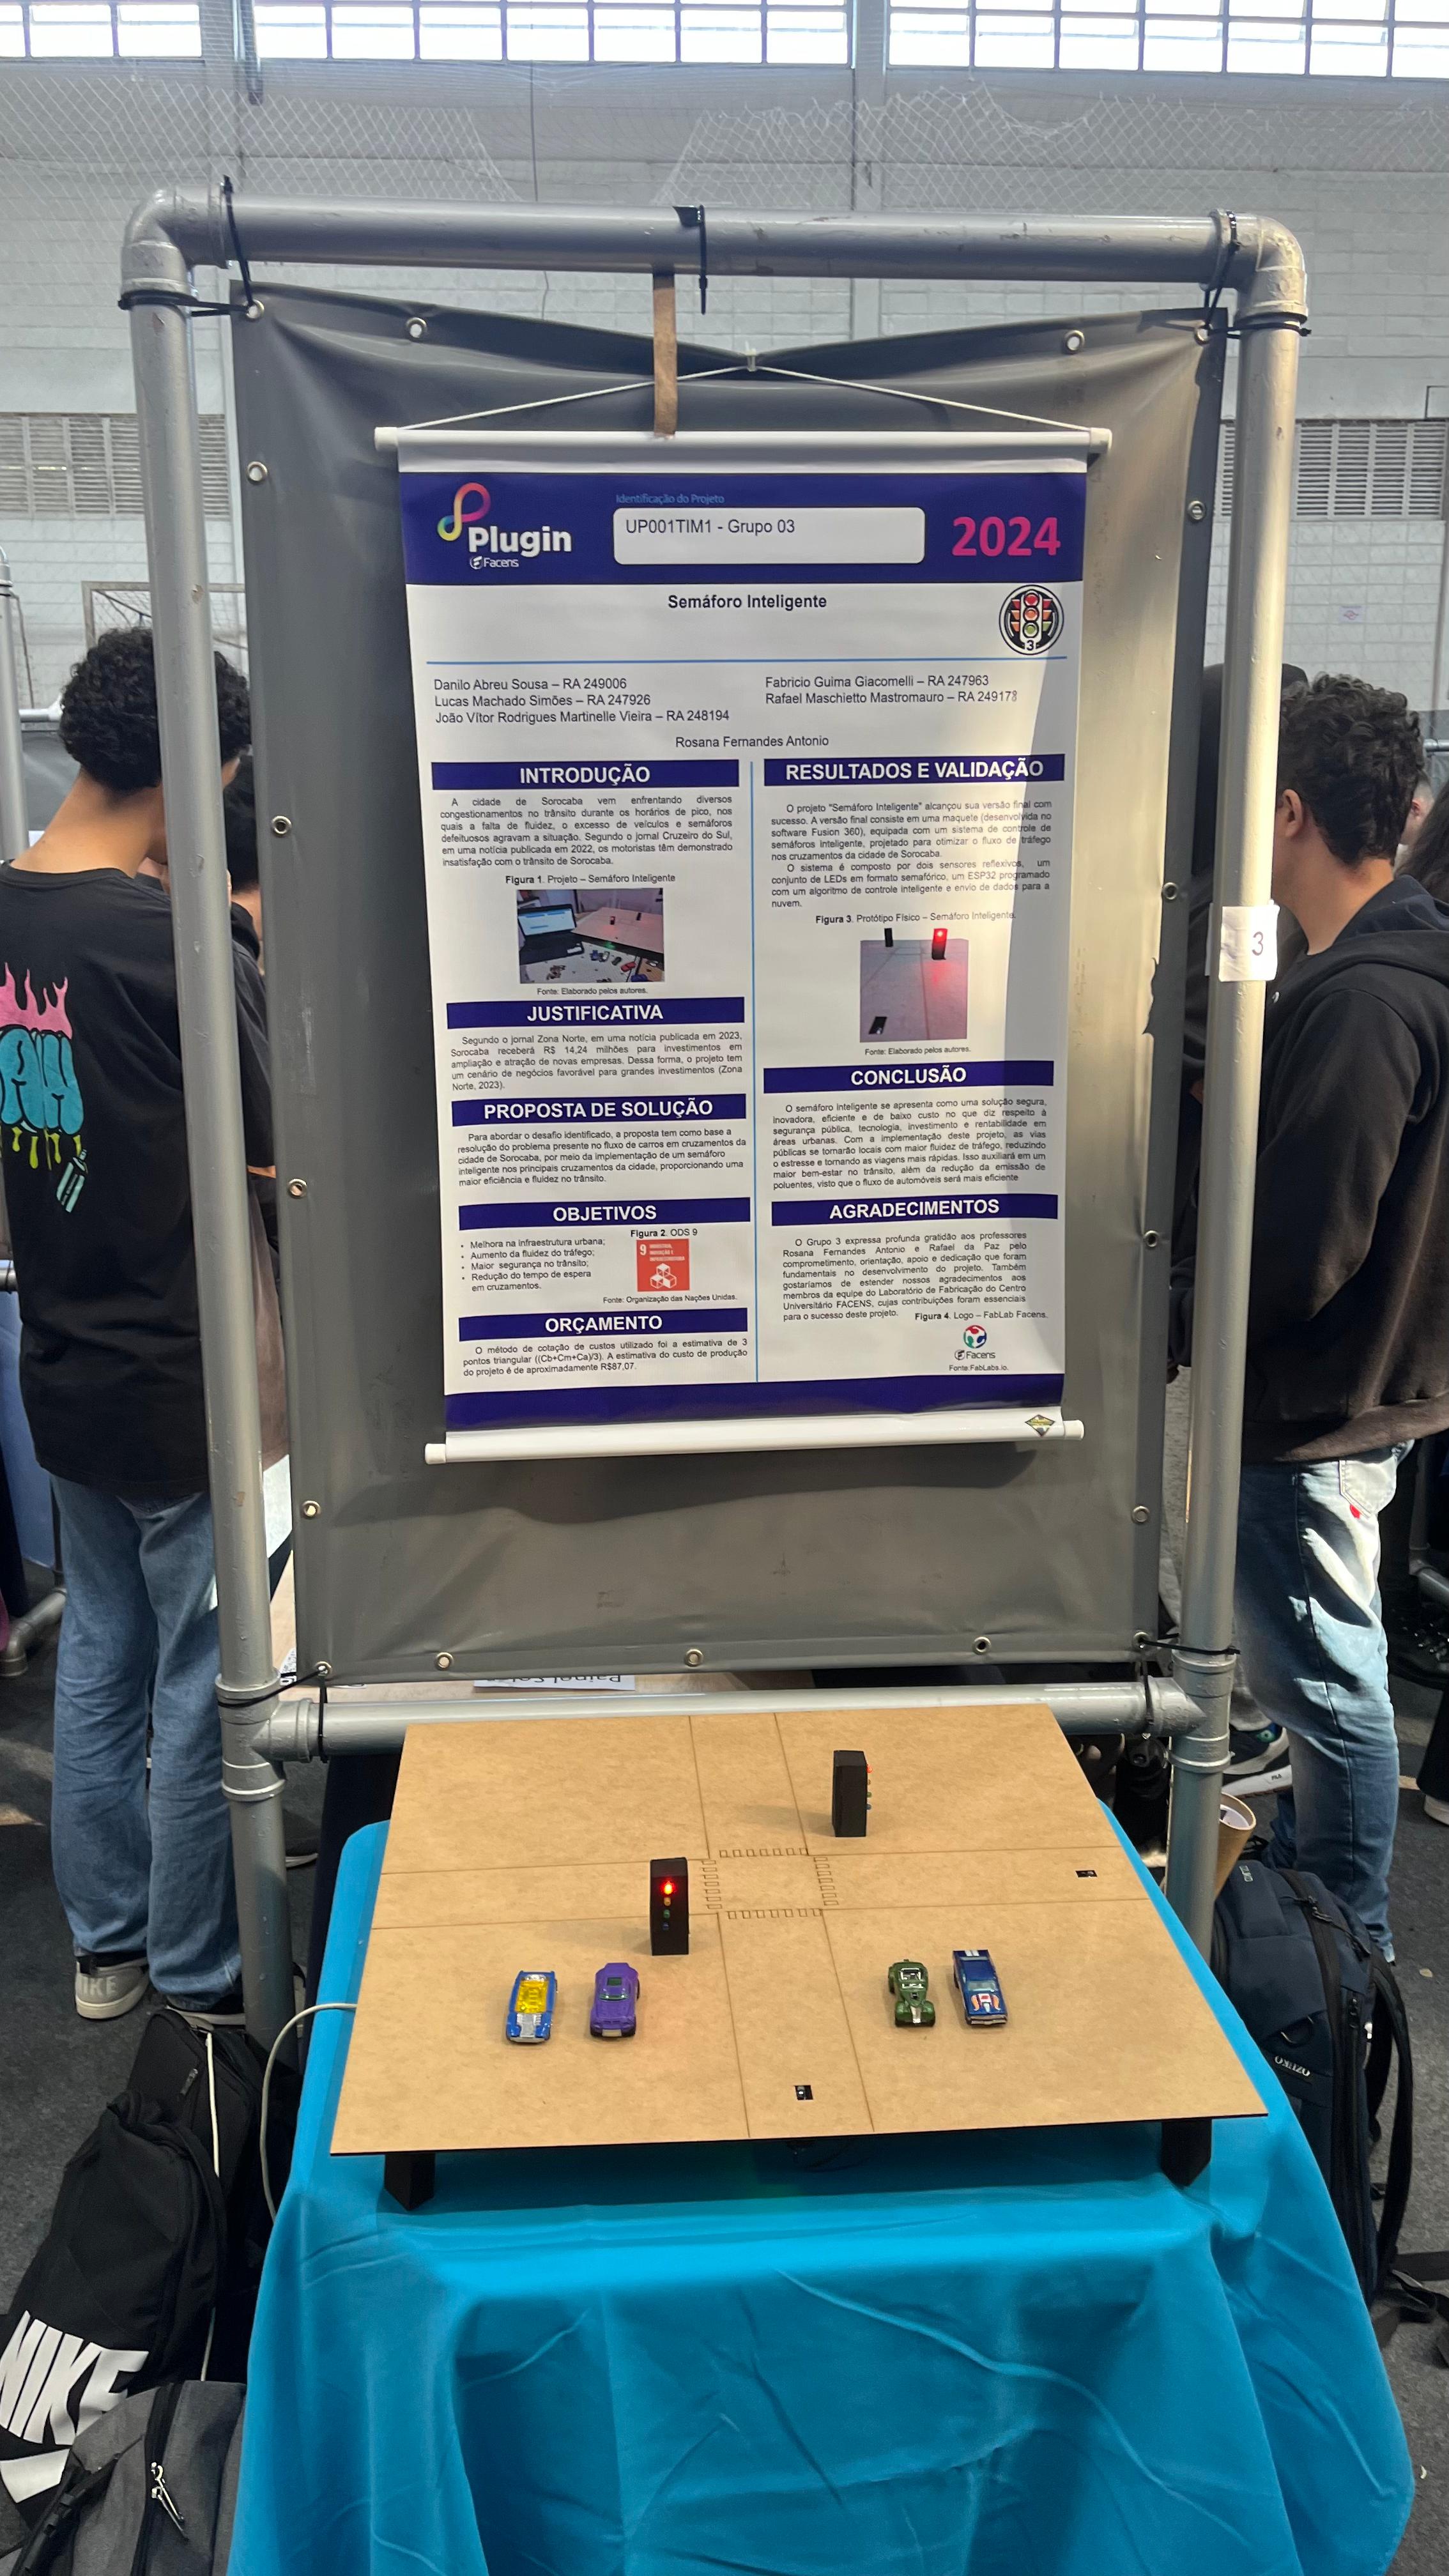 Plugin
Facens
Identificação do Projeto
UP001TIM1 - Grupo 03
2024
Semáforo Inteligente
3
Danilo Abreu Sousa – RA 249006
Lucas Machado Simões – RA 247926
João Vítor Rodrigues Martinelle Vieira – RA 248194
Fabricio Guima Giacomelli – RA 247963
Rafael Maschietto Mastromauro – RA 249178
Rosana Fernandes Antonio
INTRODUÇÃO
A cidade de Sorocaba vem enfrentando diversos
congestionamentos no trânsito durante os horários de pico, nos
quais a falta de fluidez, o excesso de veículos e semáforos
defeituosos agravam a situação. Segundo o jornal Cruzeiro do Sul,
em uma notícia publicada em 2022, os motoristas têm demonstrado
insatisfação com o trânsito de Sorocaba.
Figura 1. Projeto – Semáforo Inteligente
Fonte: Elaborado pelos autores.
JUSTIFICATIVA
Segundo o jornal Zona Norte, em uma notícia publicada em 2023,
Sorocaba receberá R$ 14,24 milhões para investimentos em
ampliação e atração de novas empresas. Dessa forma, o projeto tem
um cenário de negócios favorável para grandes investimentos (Zona
Norte, 2023).
PROPOSTA DE SOLUÇÃO
Para abordar o desafio identificado, a proposta tem como base a
resolução do problema presente no fluxo de carros em cruzamentos da
cidade de Sorocaba, por meio da implementação de um semáforo
inteligente nos principais cruzamentos da cidade, proporcionando uma
maior eficiência e fluidez no trânsito.
OBJETIVOS
• Melhora na infraestrutura urbana;
• Aumento da fluidez do tráfego;
• Maior segurança no trânsito;
• Redução do tempo de espera
em cruzamentos.
Figura 2. ODS 9
9
Fonte: Organização das Nações Unidas.
ORÇAMENTO
O método de cotação de custos utilizado foi a estimativa de 3
pontos triangular ((Cb+Cm+Ca)/3). A estimativa do custo de produção
do projeto é de aproximadamente R$87,07.
RESULTADOS E VALIDAÇÃO
O projeto "Semáforo Inteligente" alcançou sua versão final com
sucesso. A versão final consiste em uma maquete (desenvolvida no
software Fusion 360), equipada com um sistema de controle de
semáforos inteligente, projetado para otimizar o fluxo de tráfego
nos cruzamentos da cidade de Sorocaba.
O sistema é composto por dois sensores reflexivos, um
conjunto de LEDs em formato semafórico, um ESP32 programado
com um algoritmo de controle inteligente e envio de dados para a
nuvem.
Figura 3. Protótipo Físico – Semáforo Inteligente.
Fonte: Elaborado pelos autores.
CONCLUSÃO
O semáforo inteligente se apresenta como uma solução segura,
inovadora, eficiente e de baixo custo no que diz respeito à
segurança pública, tecnologia, investimento e rentabilidade em
áreas urbanas. Com a implementação deste projeto, as vias
públicas se tornarão locais com maior fluidez de tráfego, reduzindo
o estresse e tornando as viagens mais rápidas. Isso auxiliará em um
maior bem-estar no trânsito, além da redução da emissão de
poluentes, visto que o fluxo de automóveis será mais eficiente
AGRADECIMENTOS
O Grupo 3 expressa profunda gratidão aos professores
Rosana Fernandes Antonio e Rafael da Paz pelo
comprometimento, orientação, apoio e dedicação que foram
fundamentais no desenvolvimento do projeto. Também
gostaríamos de estender nossos agradecimentos aos
membros da equipe do Laboratório de Fabricação do Centro
Universitário FACENS, cujas contribuições foram essenciais
para o sucesso deste projeto.
Figura 4. Logo – FabLab Facens.
Facens
Fonte:FabLabs.io.
3
NIKE
OZUKO
NIKE